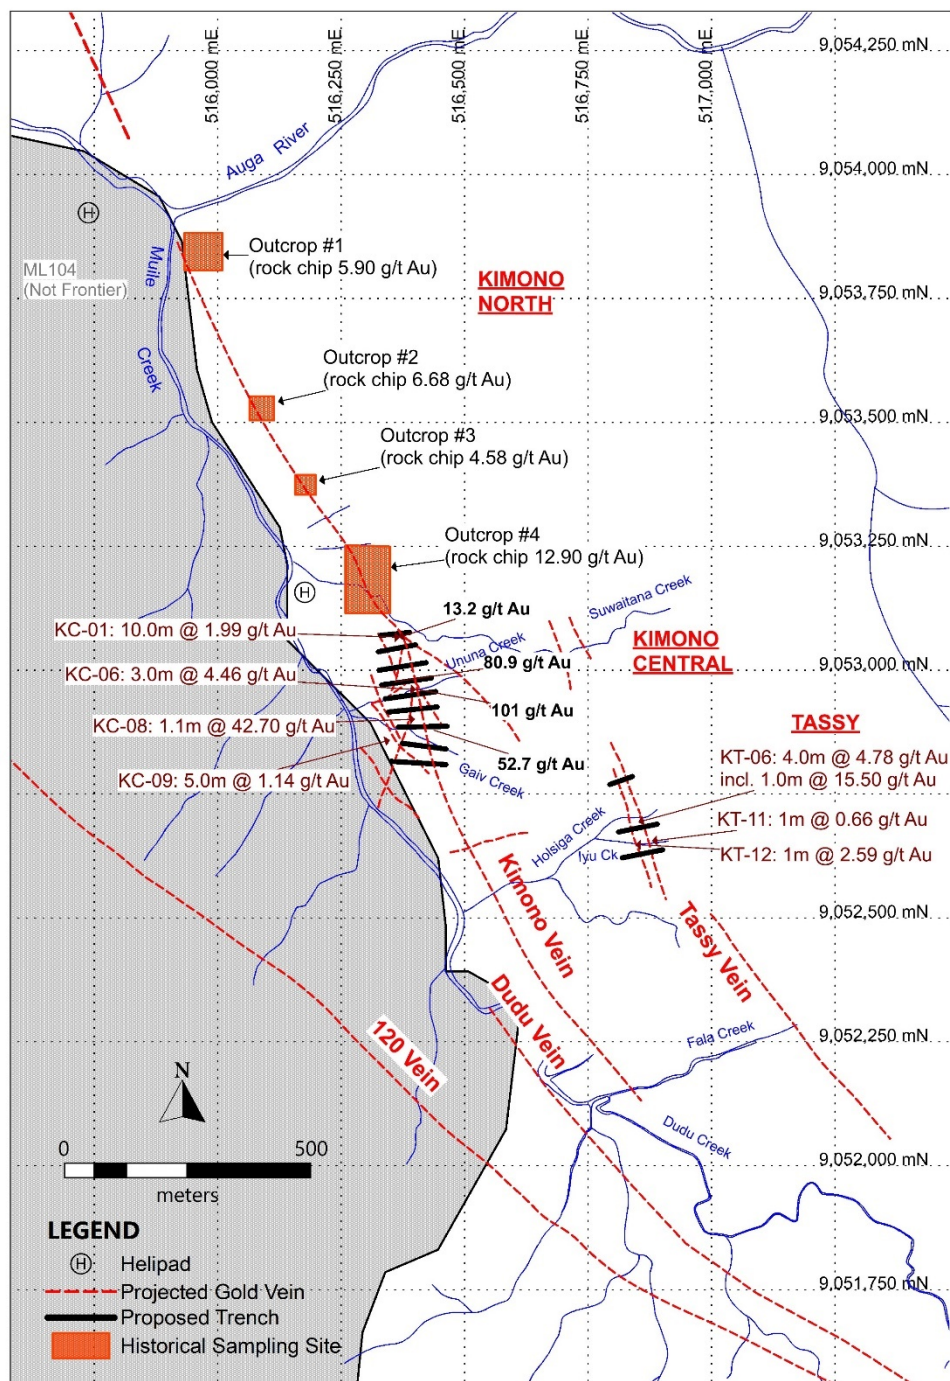 516,000 mE
516,250 mE
516,500 mE
516,750 mE
517,000 mE
9,054,250 mN
Auga River
9,054,000 mN
H
Muile
Creek
ML104
(Not Frontier)
Outcrop #1
(rock chip 5.90 g/t Au)
KIMONO
NORTH
9,053,750 mN
Outcrop #2
(rock chip 6.68 g/t Au)
9,053,500 mN
Outcrop #3
(rock chip 4.58 g/t Au)
Outcrop #4
(rock chip 12.90 g/t Au)
9,053,250 mN
H
13.2 g/t Au
Suwaitana Creek
KC-01: 10.0m @ 1.99 g/t Au
Ununa Creek
KIMONO
CENTRAL
80.9 g/t Au
9,053,000 mN
KC-06: 3.0m @ 4.46 g/t Au
101 g/t Au
KC-08: 1.1m @ 42.70 g/t Au
TASSY
52.7 g/t Au
KC-09: 5.0m @ 1.14 g/t Au
Gaiv Creek
KT-06: 4.0m @ 4.78 g/t Au
incl. 1.0m @ 15.50 g/t Au
KT-11: 1m @ 0.66 g/t Au
KT-12: 1m @ 2.59 g/t Au
Holsiga Creek
Iyu Ck
9,052,500 mN
Kimono Vein
Tassy Vein
Dudu Vein
120 Vein
9,052,250 mN
Fala Creek
Dudu Creek
N
0 500
meters
9,052,000 mN
LEGEND
H Helipad
Projected Gold Vein
Proposed Trench
Historical Sampling Site
9,051,750 mN